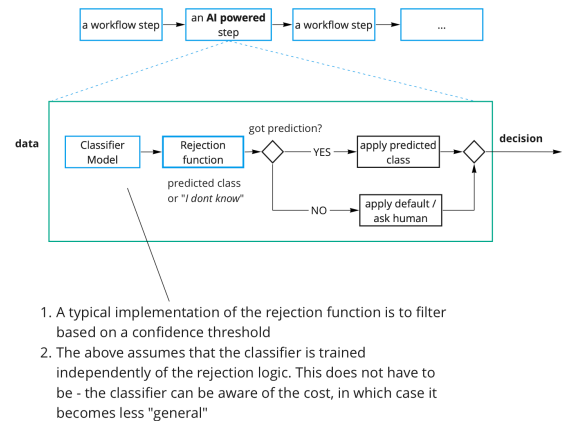 a workflow step
an AI powered
step
a workflow step
...
data
Classifier
Model
Rejection
function
predicted class
or "I dont know"
got prediction?
YES
apply predicted
class
NO
apply default /
ask human
decision
1. A typical implementation of the rejection function is to filter
based on a confidence threshold
2. The above assumes that the classifier is trained
independently of the rejection logic. This does not have to
be - the classifier can be aware of the cost, in which case it
becomes less "general"